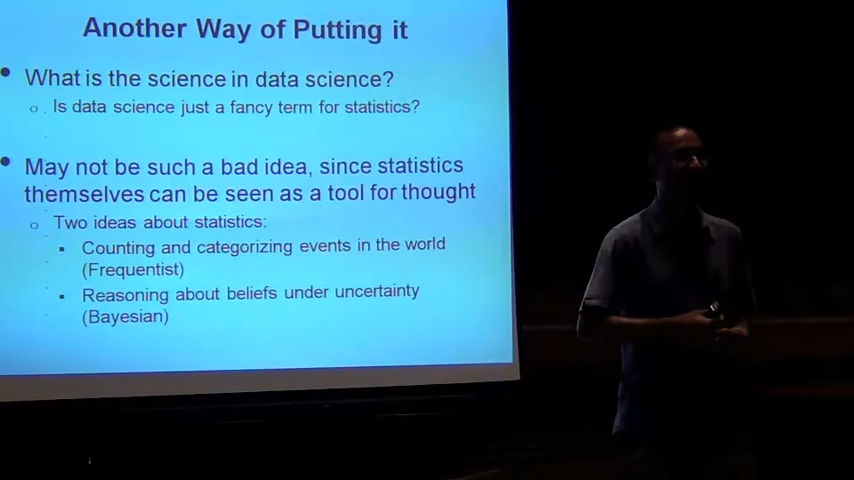 Another Way of Putting it
• What is the science in data science?
o Is data science just a fancy term for statistics?
• May not be such a bad idea, since statistics
themselves can be seen as a tool for thought
o Two ideas about statistics:
▪ Counting and categorizing events in the world
(Frequentist)
▪ Reasoning about beliefs under uncertainty
(Bayesian)